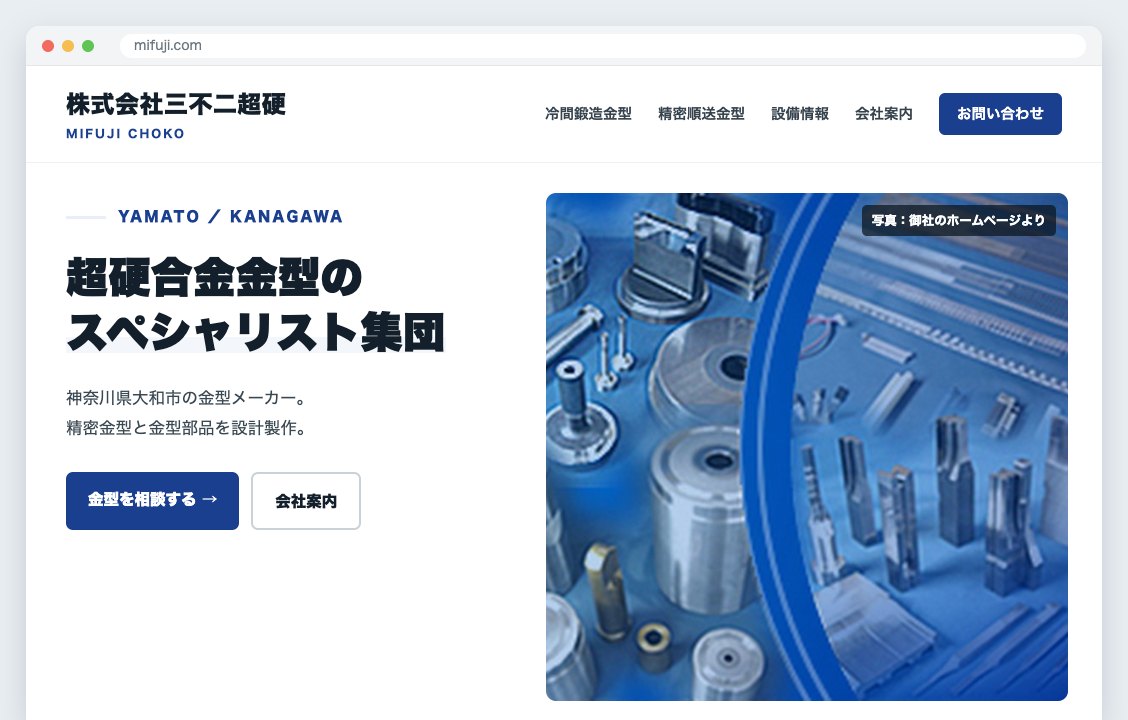 mifuji.com
株式会社三不二超硬
MIFUJI CHOKO
冷間鍛造金型
精密順送金型
設備情報
会社案内
お問い合わせ
YAMATO ／ KANAGAWA
写真：御社のホームページより
超硬合金金型の
スペシャリスト集団
神奈川県大和市の金型メーカー。
精密金型と金型部品を設計製作。
金型を相談する →
会社案内